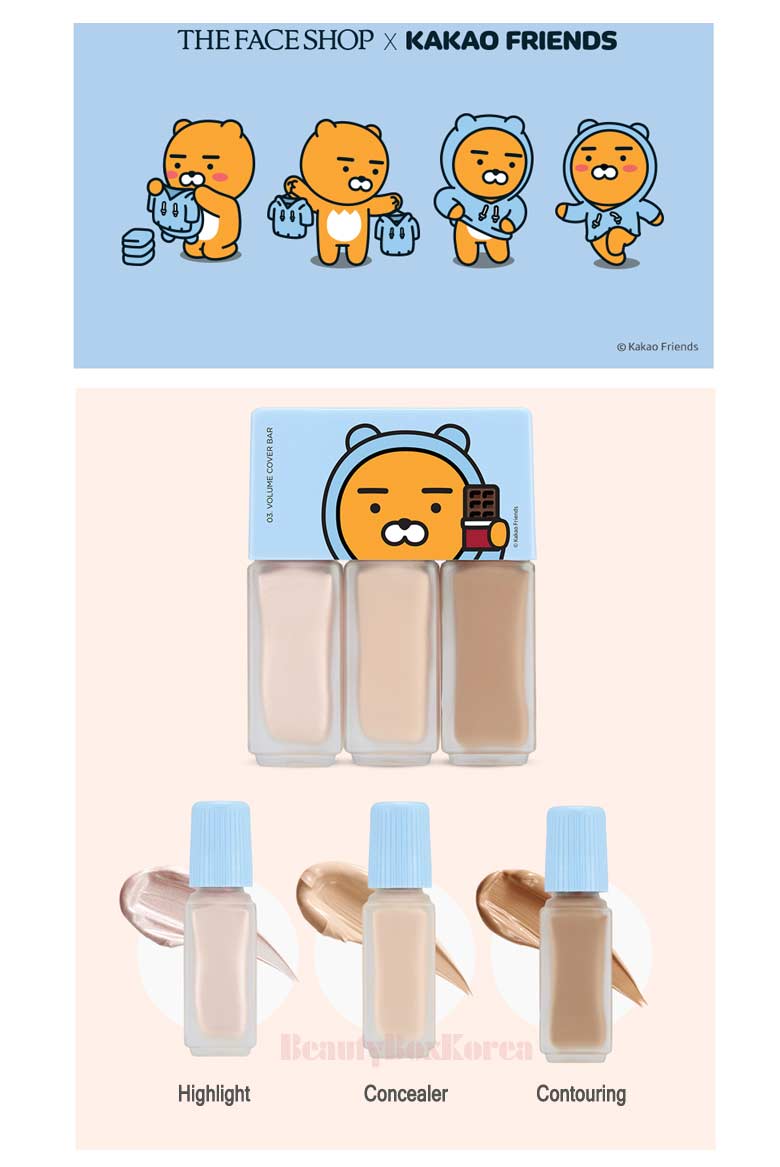 THE FACE SHOP X KAKAO FRIENDS
© Kakao Friends
03. VOLUME COVER BAR
© Kakao Friends
BeautyBoxKorea
Highlight
Concealer
Contouring